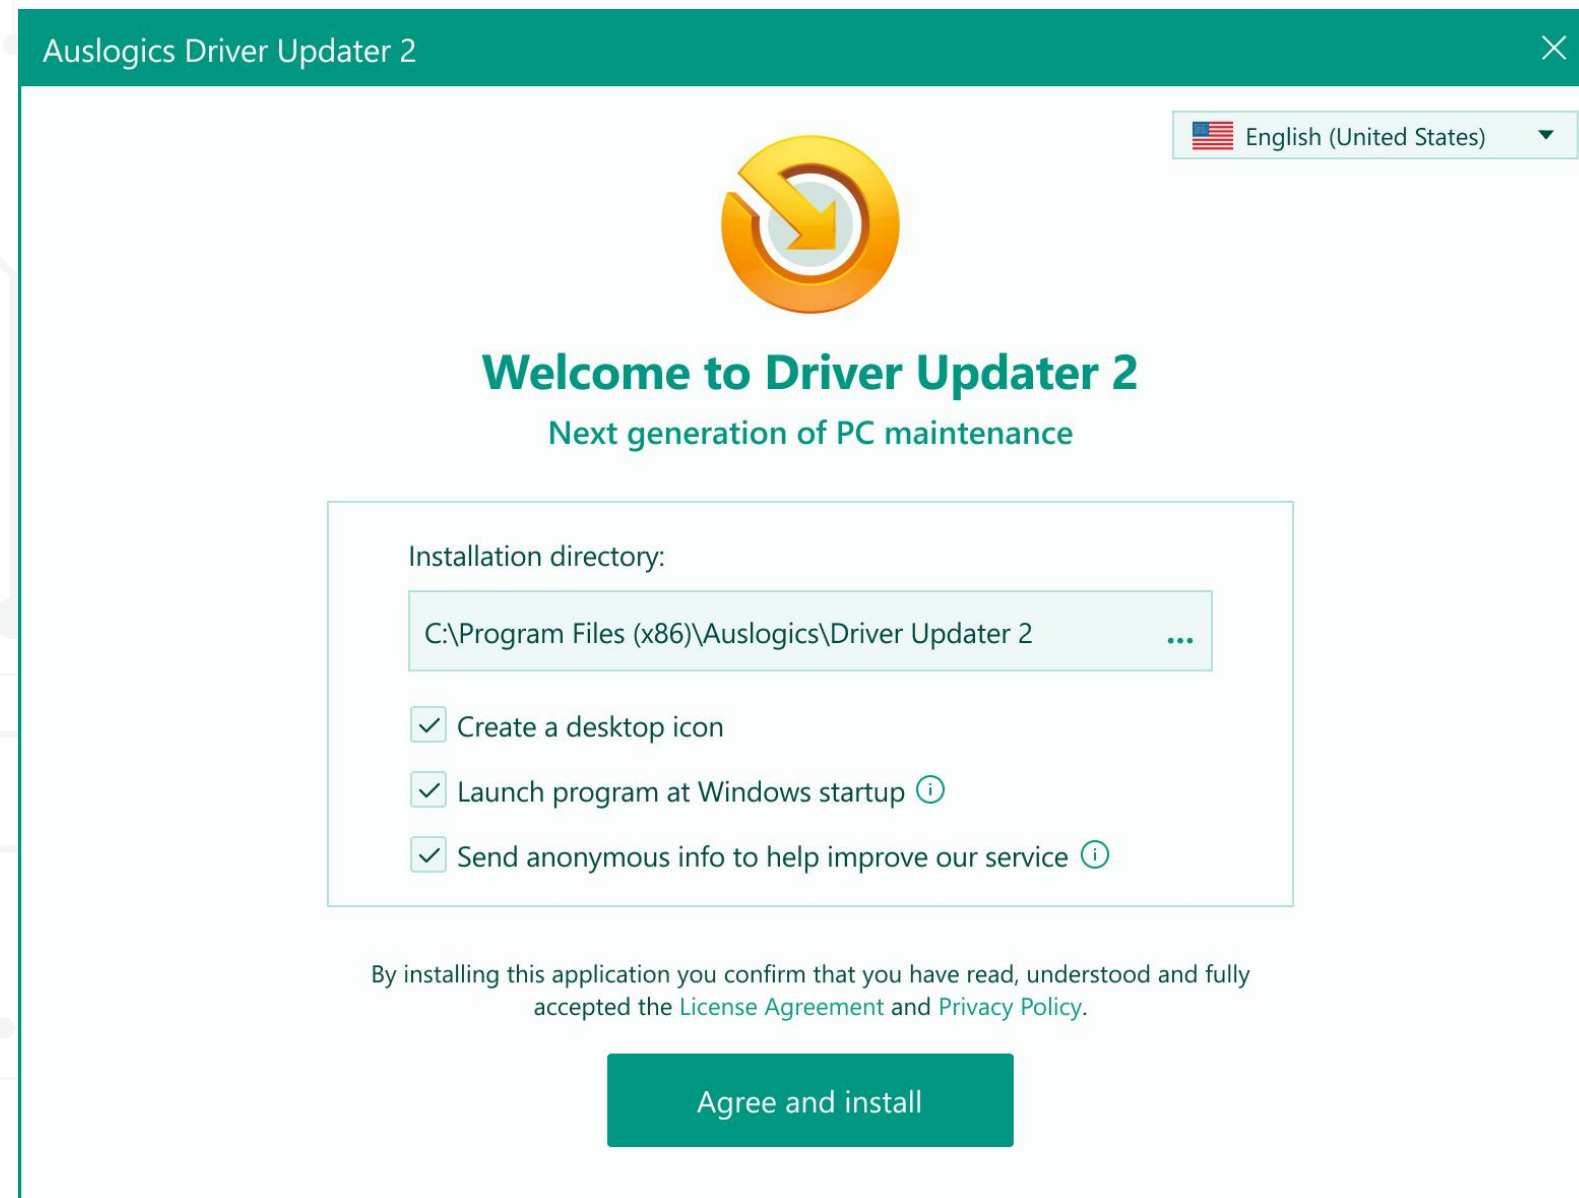 Auslogics Driver Updater 2
English (United States)
Welcome to Driver Updater 2
Next generation of PC maintenance
Installation directory:
C:\Program Files (x86)\Auslogics\Driver Updater 2 ...
Create a desktop icon
Launch program at Windows startup
Send anonymous info to help improve our service
By installing this application you confirm that you have read, understood and fully
accepted the License Agreement and Privacy Policy.
Agree and install